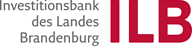 Investitionsbank
des Landes
Brandenburg
ILB